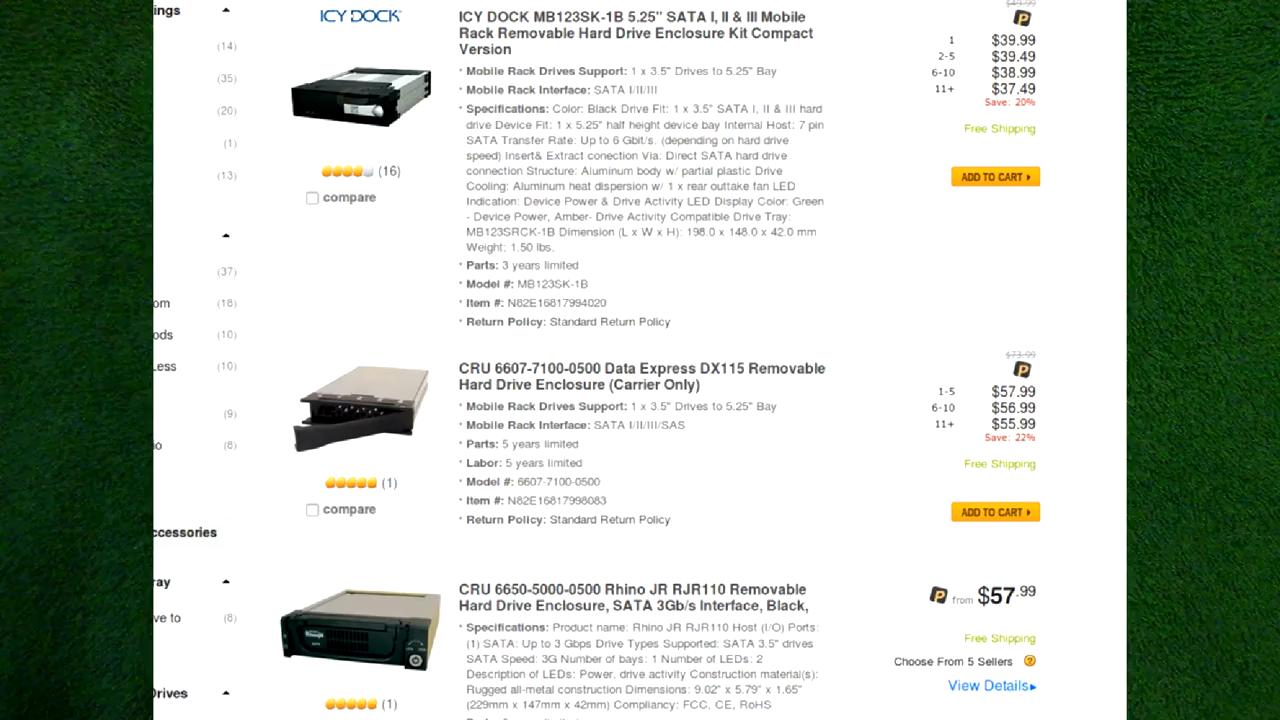 ings
(14)
(35)
(20)
(1)
(13)
(37)
om (18)
ods (10)
Less (10)
(9)
io (8)
ccessories
ray
ve to (8)
Drives
ICY DOCK
(16)
compare
ICY DOCK MB123SK-1B 5.25" SATA I, II & III Mobile
Rack Removable Hard Drive Enclosure Kit Compact
Version
Mobile Rack Drives Support: 1 x 3.5" Drives to 5.25" Bay
Mobile Rack Interface: SATA I/II/III
Specifications: Color: Black Drive Fit: 1 x 3.5" SATA I, II & III hard
drive Device Fit: 1 x 5.25" half height device bay Internal Host: 7 pin
SATA Transfer Rate: Up to 6 Gbit/s. (depending on hard drive
speed) Insert& Extract conection Via: Direct SATA hard drive
connection Structure: Aluminum body w/ partial plastic Drive
Cooling: Aluminum heat dispersion w/ 1 x rear outtake fan LED
Indication: Device Power & Drive Activity LED Display Color: Green
- Device Power, Amber- Drive Activity Compatible Drive Tray:
MB123SRCK-1B Dimension (L x W x H): 198.0 x 148.0 x 42.0 mm
Weight: 1.50 lbs.
Parts: 3 years limited
Model #: MB123SK-1B
Item #: N82E16817994020
Return Policy: Standard Return Policy
$49.99
1 $39.99
2-5 $39.49
6-10 $38.99
11+ $37.49
Save: 20%
Free Shipping
ADD TO CART
(1)
compare
CRU 6607-7100-0500 Data Express DX115 Removable
Hard Drive Enclosure (Carrier Only)
Mobile Rack Drives Support: 1 x 3.5" Drives to 5.25" Bay
Mobile Rack Interface: SATA I/II/III/SAS
Parts: 5 years limited
Labor: 5 years limited
Model #: 6607-7100-0500
Item #: N82E16817998083
Return Policy: Standard Return Policy
$73.99
1-5 $57.99
6-10 $56.99
11+ $55.99
Save: 22%
Free Shipping
ADD TO CART
(1)
CRU 6650-5000-0500 Rhino JR RJR110 Removable
Hard Drive Enclosure, SATA 3Gb/s Interface, Black,
Specifications: Product name: Rhino JR RJR110 Host (I/O) Ports:
(1) SATA: Up to 3 Gbps Drive Types Supported: SATA 3.5" drives
SATA Speed: 3G Number of bays: 1 Number of LEDs: 2
Description of LEDs: Power, drive activity Construction material(s):
Rugged all-metal construction Dimensions: 9.02" x 5.79" x 1.65"
(229mm x 147mm x 42mm) Compliancy: FCC, CE, RoHS
from $57.99
Free Shipping
Choose From 5 Sellers
View Details